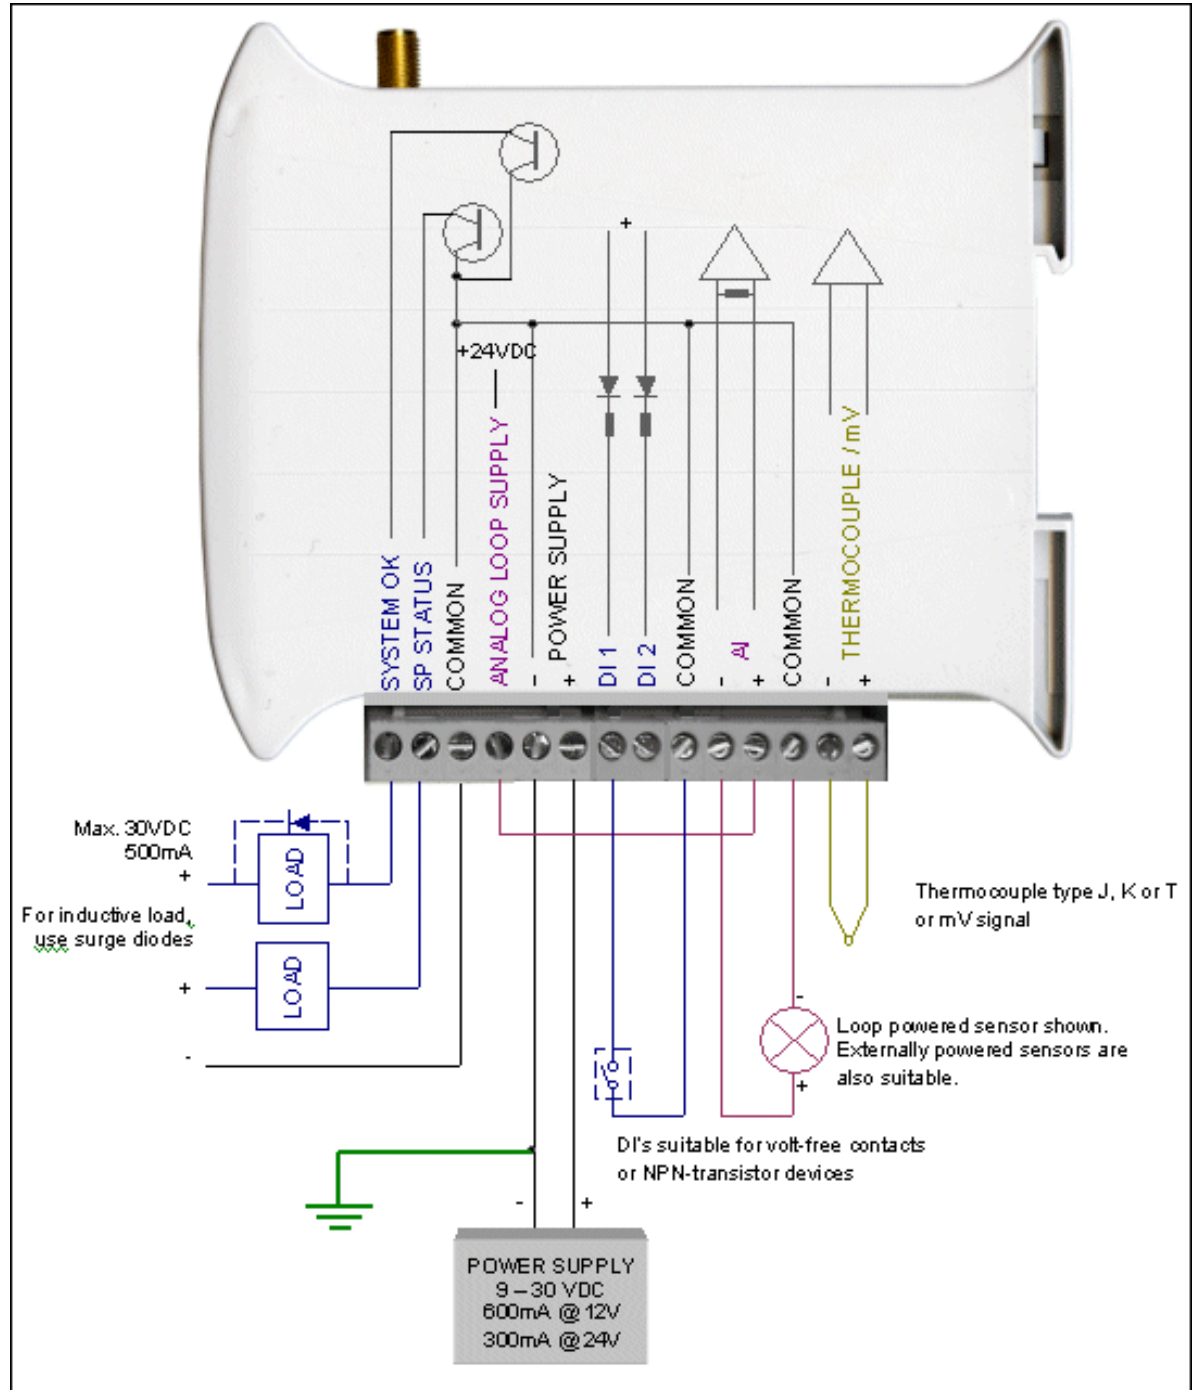 +
+24VDC
SYSTEM OK
SP STATUS
COMMON
ANALOG LOOP SUPPLY
-
+
POWER SUPPLY
DI 1
DI 2
COMMON
-
AI
+
COMMON
-
THERMOCOUPLE / mV
+
Max. 30VDC
500mA
+
LOAD
For inductive load,
use surge diodes
+
LOAD
-
Thermocouple type J, K or T
or mV signal
-
Loop powered sensor shown.
Externally powered sensors are
also suitable.
+
DI's suitable for volt-free contacts
or NPN-transistor devices
-
+
POWER SUPPLY
9 – 30 VDC
600mA @ 12V
300mA @ 24V